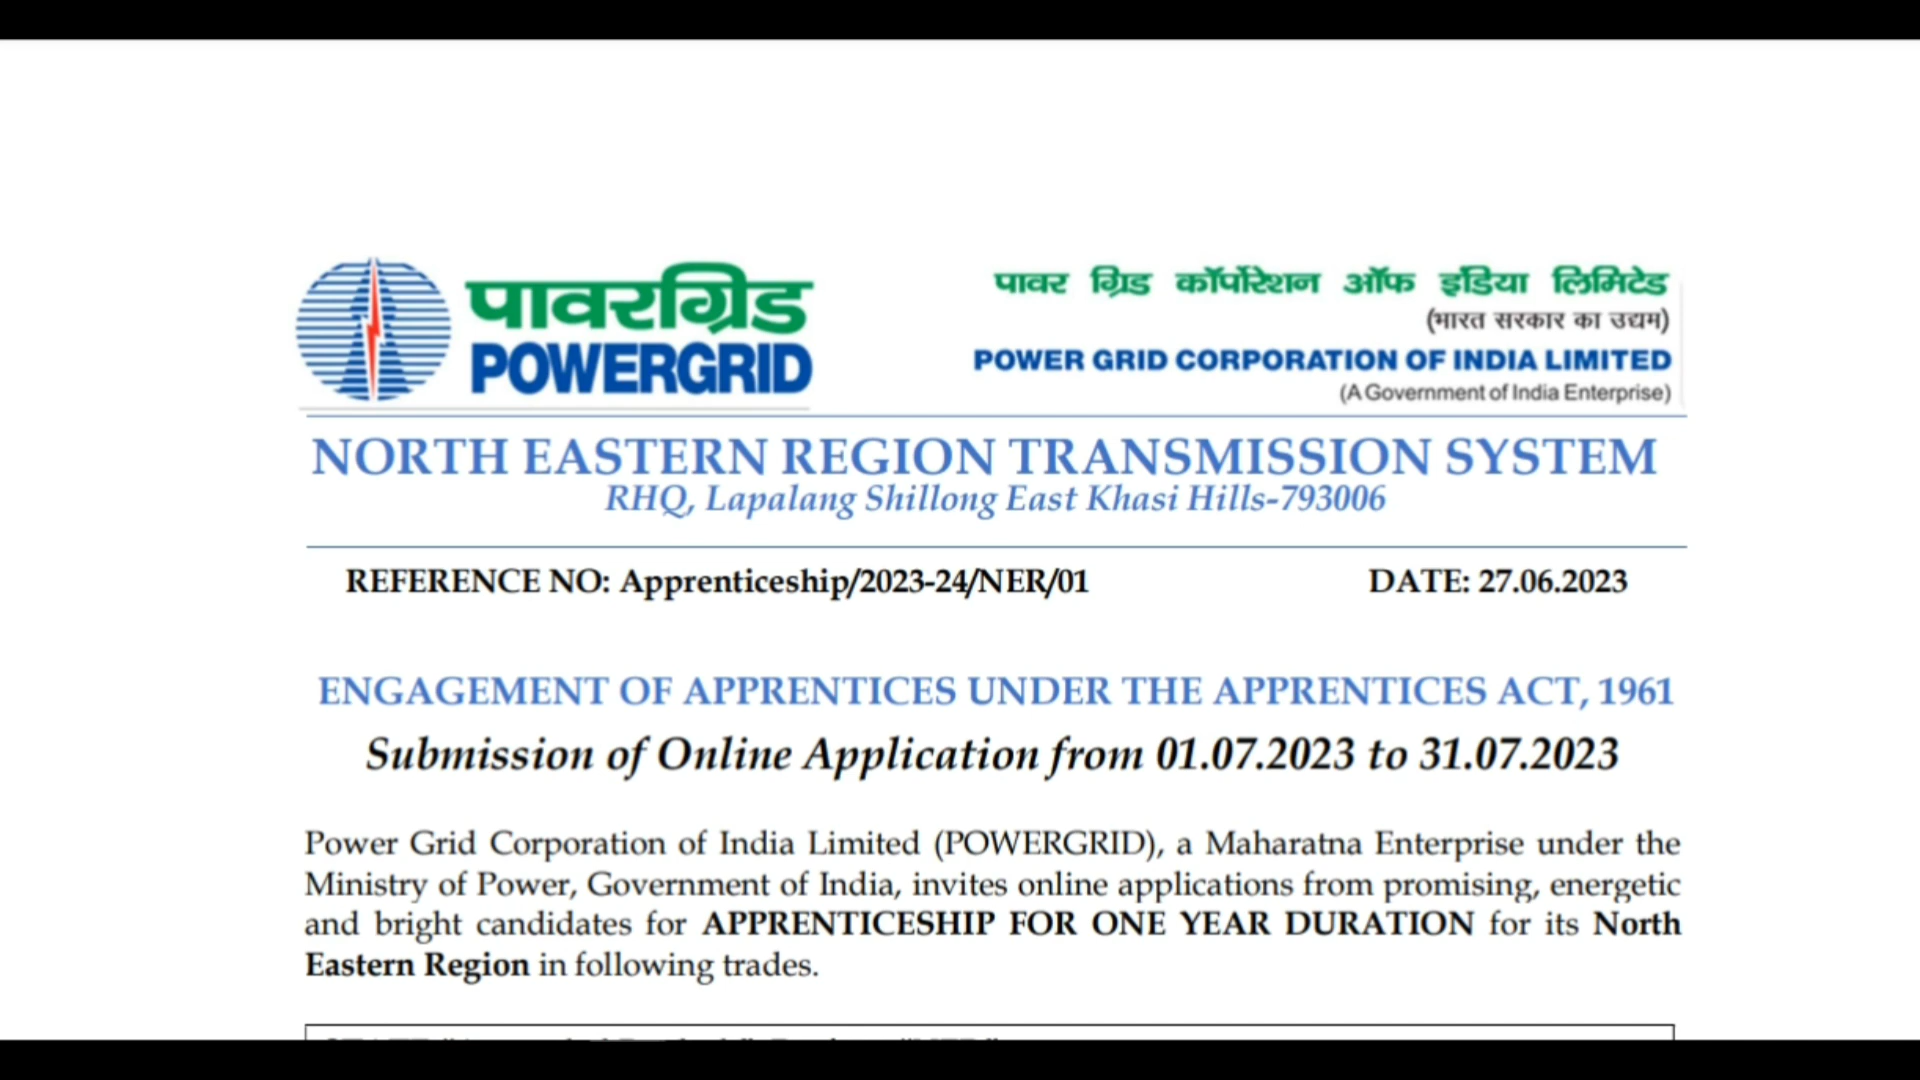 पावरग्रिड
POWERGRID
पावर ग्रिड कॉर्पोरेशन ऑफ इंडिया लिमिटेड
(भारत सरकार का उद्यम)
POWER GRID CORPORATION OF INDIA LIMITED
(A Government of India Enterprise)
NORTH EASTERN REGION TRANSMISSION SYSTEM
RHQ, Lapalang Shillong East Khasi Hills-793006
REFERENCE NO: Apprenticeship/2023-24/NER/01 DATE: 27.06.2023
ENGAGEMENT OF APPRENTICES UNDER THE APPRENTICES ACT, 1961
Submission of Online Application from 01.07.2023 to 31.07.2023
Power Grid Corporation of India Limited (POWERGRID), a Maharatna Enterprise under the
Ministry of Power, Government of India, invites online applications from promising, energetic
and bright candidates for APPRENTICESHIP FOR ONE YEAR DURATION for its North
Eastern Region in following trades.